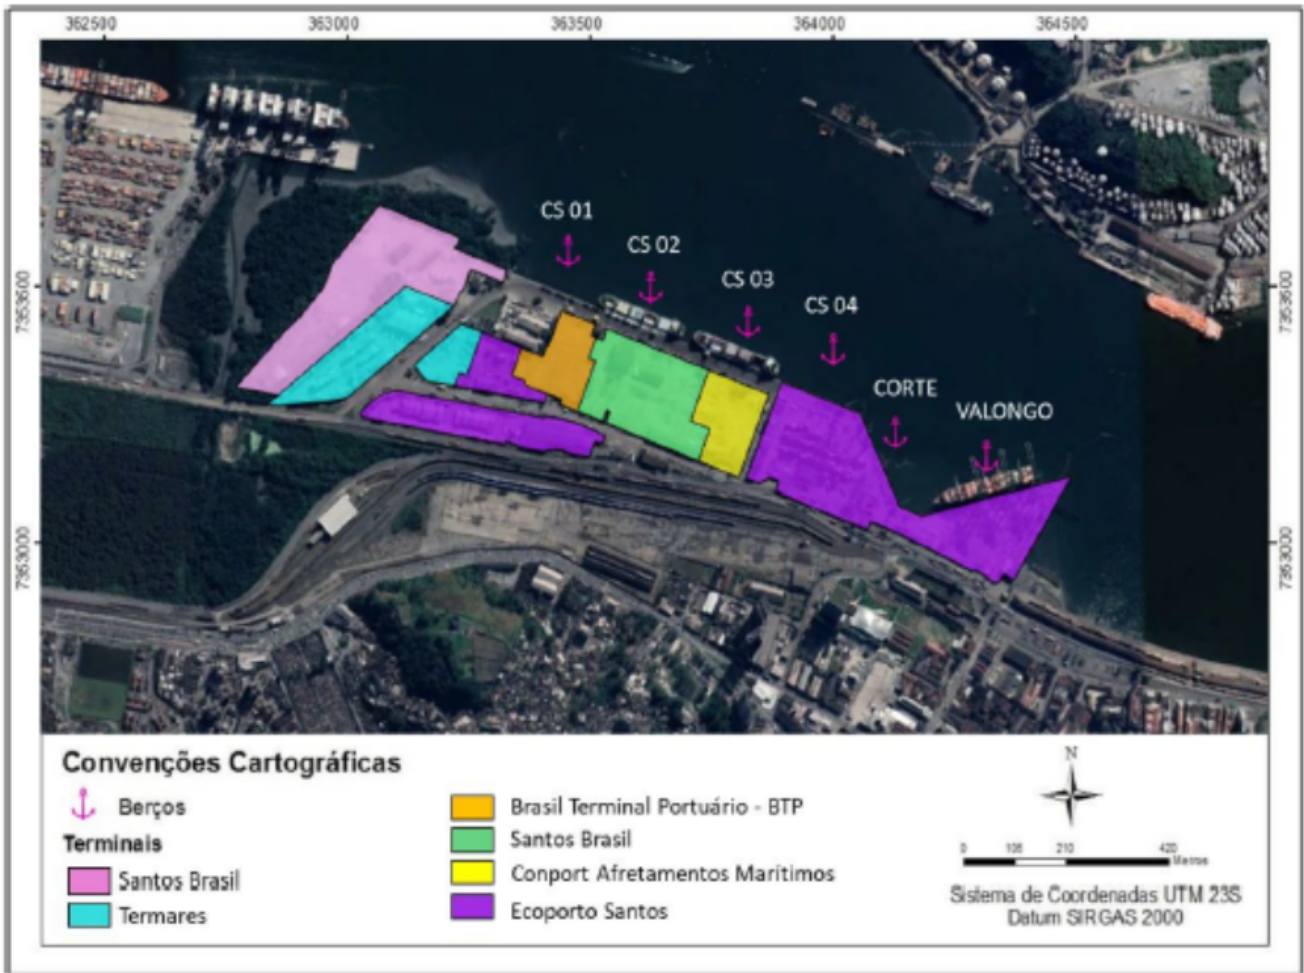 362500 363000 363500 364000 364500
CS 01
CS 02
CS 03
CS 04
CORTE
VALONGO
7353500
7353500
7353000
7353000
Convenções Cartográficas
Berços
Terminais
Santos Brasil
Termares
Brasil Terminal Portuário - BTP
Santos Brasil
Conport Afretamentos Marítimos
Ecoporto Santos
N
0 105 210 420
Metros
Sistema de Coordenadas UTM 23S
Datum SIRGAS 2000